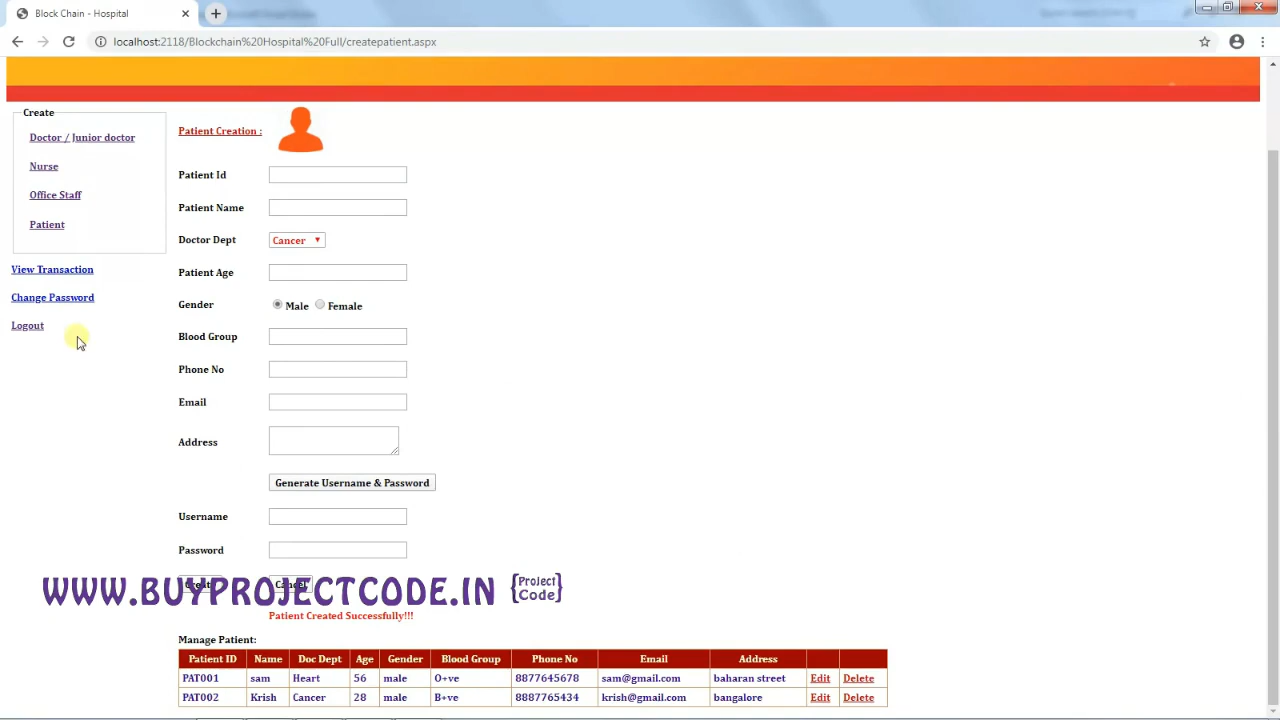 Block Chain - Hospital
localhost:2118/Blockchain%20Hospital%20Full/createpatient.aspx
Create
Doctor / Junior doctor
Nurse
Office Staff
Patient
View Transaction
Change Password
Logout
Patient Creation :
Patient Id
Patient Name
Doctor Dept Cancer
Patient Age
Gender Male Female
Blood Group
Phone No
Email
Address
Generate Username & Password
Username
Password
Create Cancel
WWW.BUYPROJECTCODE.IN {Project Code}
Patient Created Successfully!!!
Manage Patient:
Patient ID Name Doc Dept Age Gender Blood Group Phone No Email Address
PAT001 sam Heart 56 male O+ve 8877645678 sam@gmail.com baharan street Edit Delete
PAT002 Krish Cancer 28 male B+ve 8887765434 krish@gmail.com bangalore Edit Delete